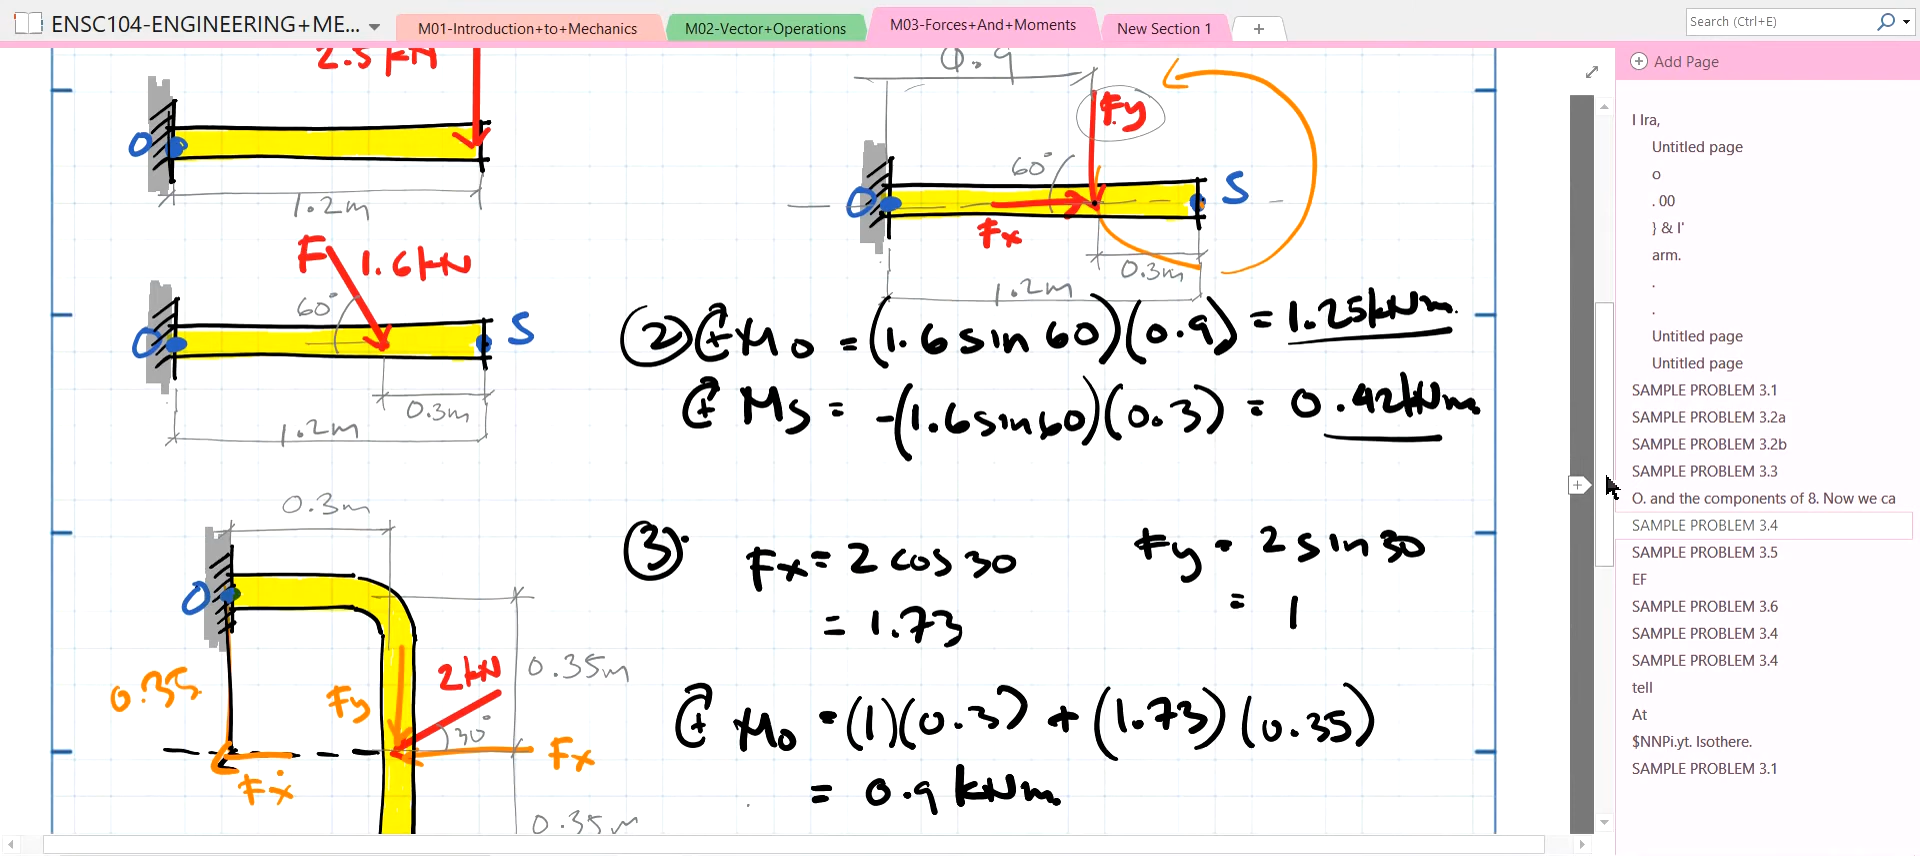 ENSC104-ENGINEERING+ME...
M01-Introduction+to+Mechanics
M02-Vector+Operations
M03-Forces+And+Moments
New Section 1
+
Search (Ctrl+E)
2.5 kN
O
1.2m
F 1.6kN
60°
O
S
0.3m
1.2m
0.9
Fy
60°
O
S
Fx
0.3m
1.2m
② + Mo = (1.6 sin 60)(0.9) = 1.25kNm.
+ Ms = -(1.6sin60)(0.3) = 0.42kNm.
0.3m
O
0.35
Fy
2kN
0.35m
30°
Fx
Fx
0.35m
③. Fx = 2 cos 30
= 1.73
Fy = 2 sin 30
= 1
+ Mo = (1)(0.3) + (1.73)(0.35)
= 0.9 kNm.
Add Page
I Ira,
Untitled page
o
. 00
} & I'
arm.
.
.
Untitled page
Untitled page
SAMPLE PROBLEM 3.1
SAMPLE PROBLEM 3.2a
SAMPLE PROBLEM 3.2b
SAMPLE PROBLEM 3.3
O. and the components of 8. Now we ca
SAMPLE PROBLEM 3.4
SAMPLE PROBLEM 3.5
EF
SAMPLE PROBLEM 3.6
SAMPLE PROBLEM 3.4
SAMPLE PROBLEM 3.4
tell
At
$NNPi.yt. Isothere.
SAMPLE PROBLEM 3.1